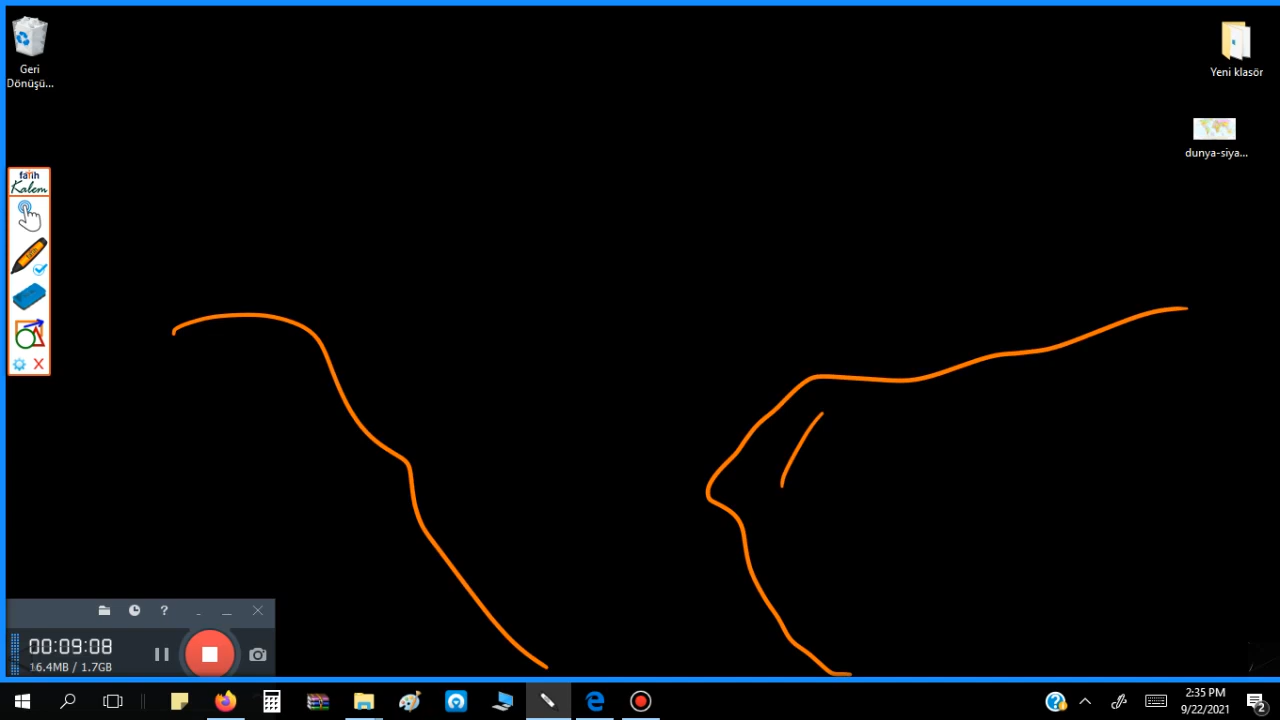 Geri
Dönüşü...
Yeni klasör
dunya-siya...
fatih
Kalem
00:09:08
16.4MB / 1.7GB
2:35 PM
9/22/2021
2